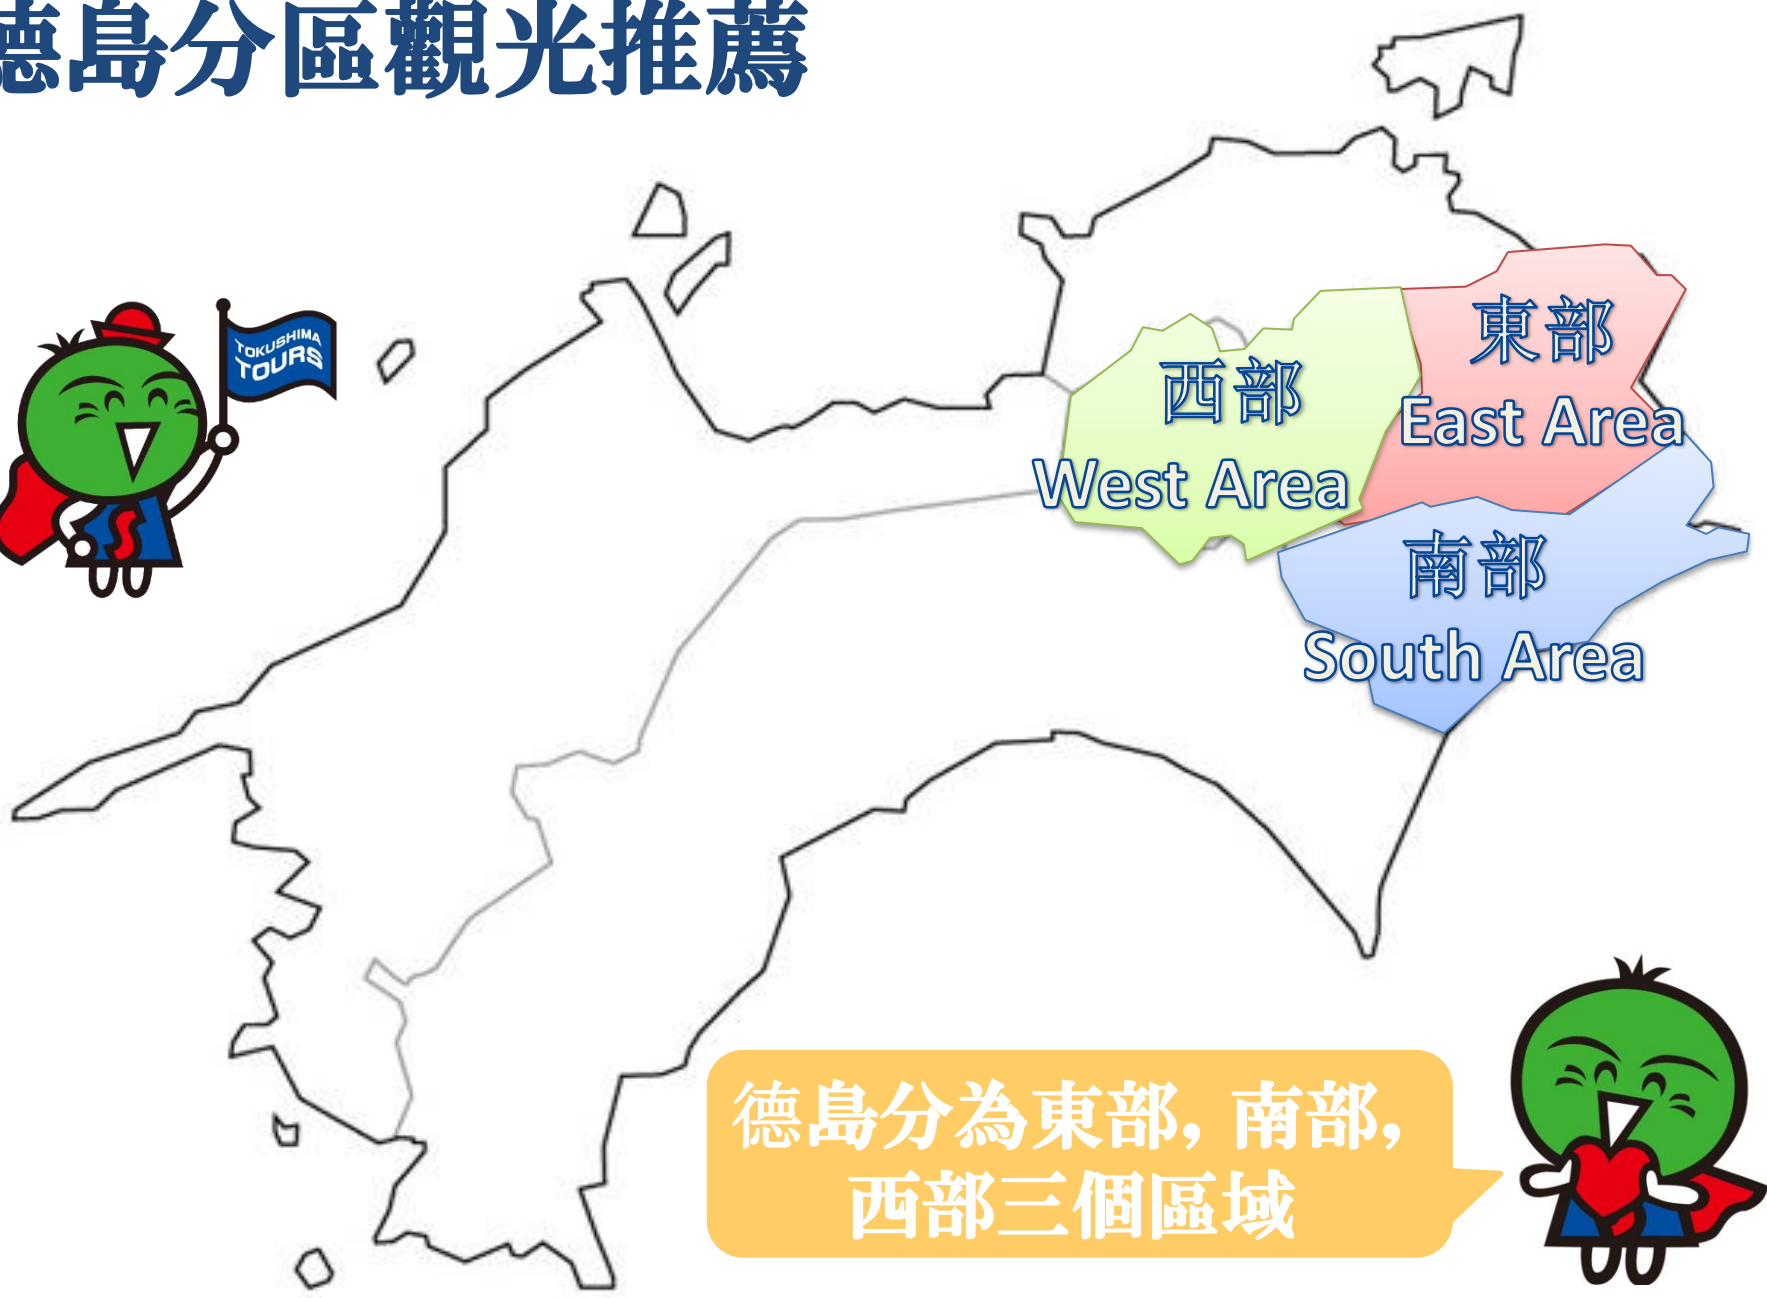 德島分區觀光推薦
TOKUSHIMA
TOURS
東部
East Area
西部
West Area
南部
South Area
德島分為東部, 南部,
西部三個區域